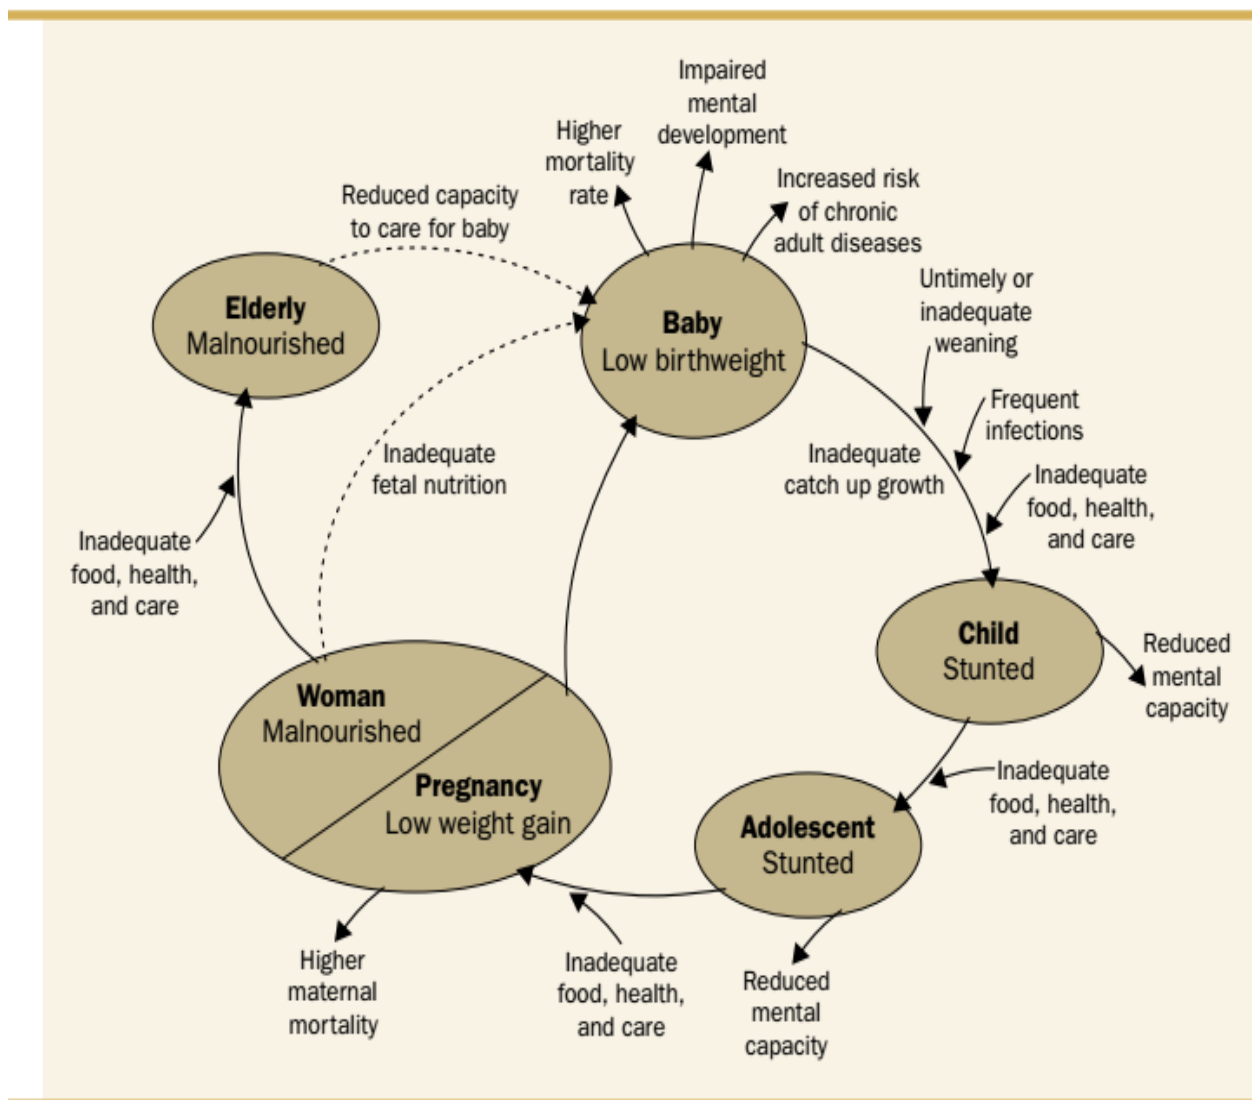 Impaired
mental
development
Higher
mortality
rate
Increased risk
of chronic
adult diseases
Reduced capacity
to care for baby
Untimely or
inadequate
weaning
Elderly
Malnourished
Baby
Low birthweight
Frequent
infections
Inadequate
fetal nutrition
Inadequate
catch up growth
Inadequate
food, health,
and care
Inadequate
food, health,
and care
Child
Stunted
Reduced
mental
capacity
Woman
Malnourished
Pregnancy
Low weight gain
Inadequate
food, health,
and care
Adolescent
Stunted
Higher
maternal
mortality
Inadequate
food, health,
and care
Reduced
mental
capacity